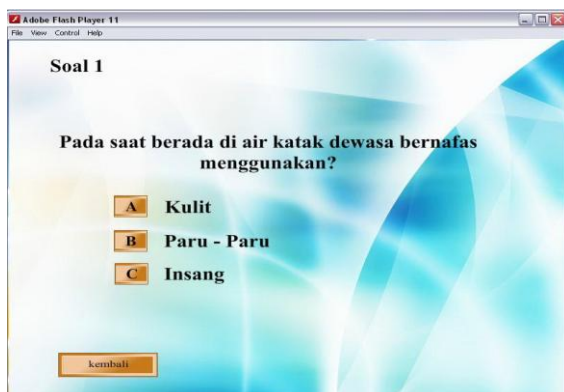 Adobe Flash Player 11
File View Control Help
Soal 1
Pada saat berada di air katak dewasa bernafas
menggunakan?
A Kulit
B Paru - Paru
C Insang
kembali